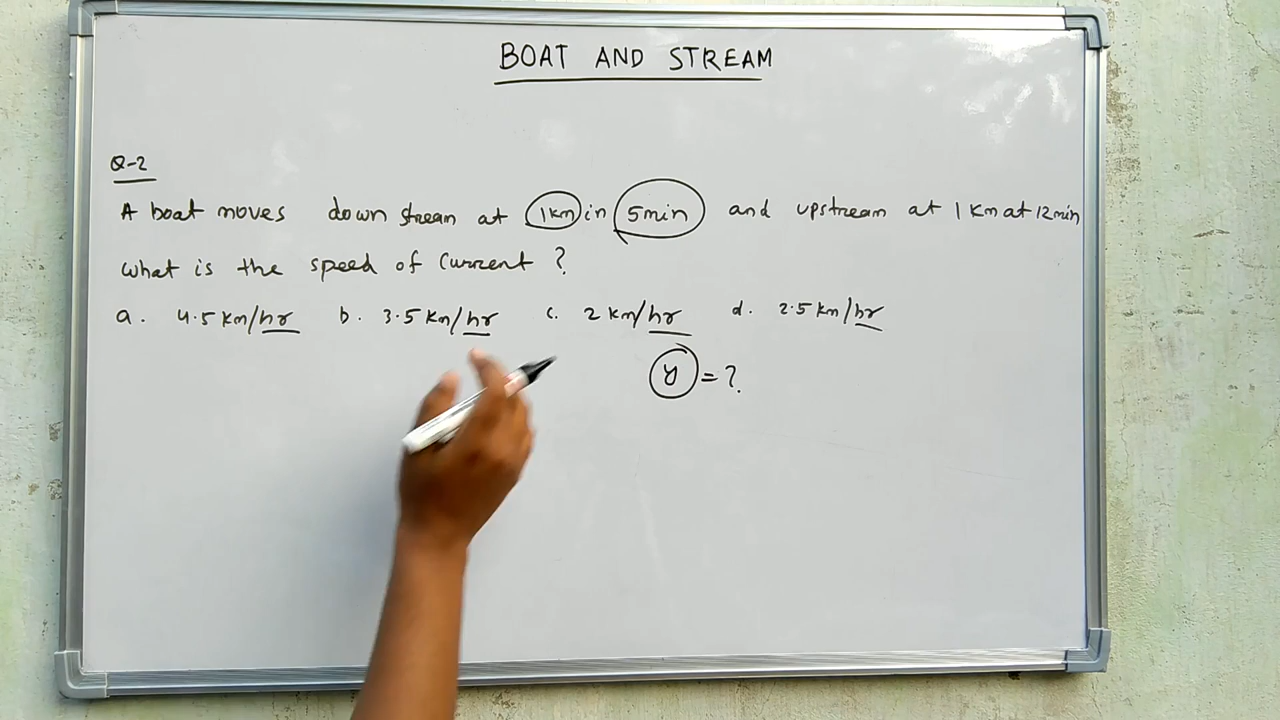 BOAT AND STREAM
Q-2
A boat moves down stream at 1km in 5min and upstream at 1 Km at 12min
what is the speed of current ?
a. 4.5 km/hr b. 3.5 km/hr c. 2 km/hr d. 2.5 km/hr
y = ?